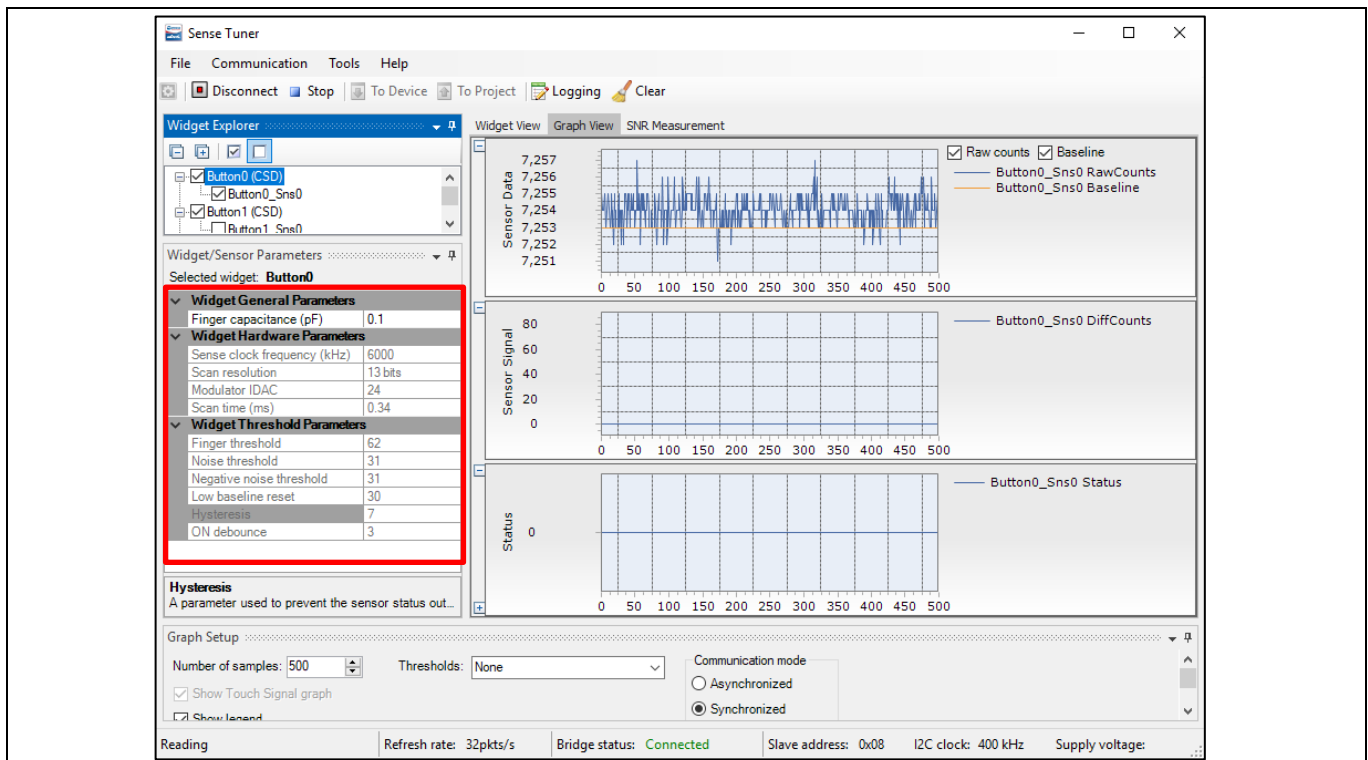 Sense Tuner
File Communication Tools Help
Disconnect Stop To Device To Project Logging Clear
Widget Explorer
Widget View Graph View SNR Measurement
Button0 (CSD)
Button0_Sns0
Button1 (CSD)
Button1_Sns0
Widget/Sensor Parameters
Selected widget: Button0
Widget General Parameters
Finger capacitance (pF) 0.1
Widget Hardware Parameters
Sense clock frequency (kHz) 6000
Scan resolution 13 bits
Modulator IDAC 24
Scan time (ms) 0.34
Widget Threshold Parameters
Finger threshold 62
Noise threshold 31
Negative noise threshold 31
Low baseline reset 30
Hysteresis 7
ON debounce 3
Hysteresis
A parameter used to prevent the sensor status out...
Sensor Data
7,257
7,256
7,255
7,254
7,253
7,252
7,251
0 50 100 150 200 250 300 350 400 450 500
Raw counts Baseline
Button0_Sns0 RawCounts
Button0_Sns0 Baseline
Sensor Signal
80
60
40
20
0
0 50 100 150 200 250 300 350 400 450 500
Button0_Sns0 DiffCounts
Status
0
0 50 100 150 200 250 300 350 400 450 500
Button0_Sns0 Status
Graph Setup
Number of samples: 500 Thresholds: None
Communication mode
Asynchronized
Synchronized
Show Touch Signal graph
Show legend
Reading Refresh rate: 32pkts/s Bridge status: Connected Slave address: 0x08 I2C clock: 400 kHz Supply voltage: